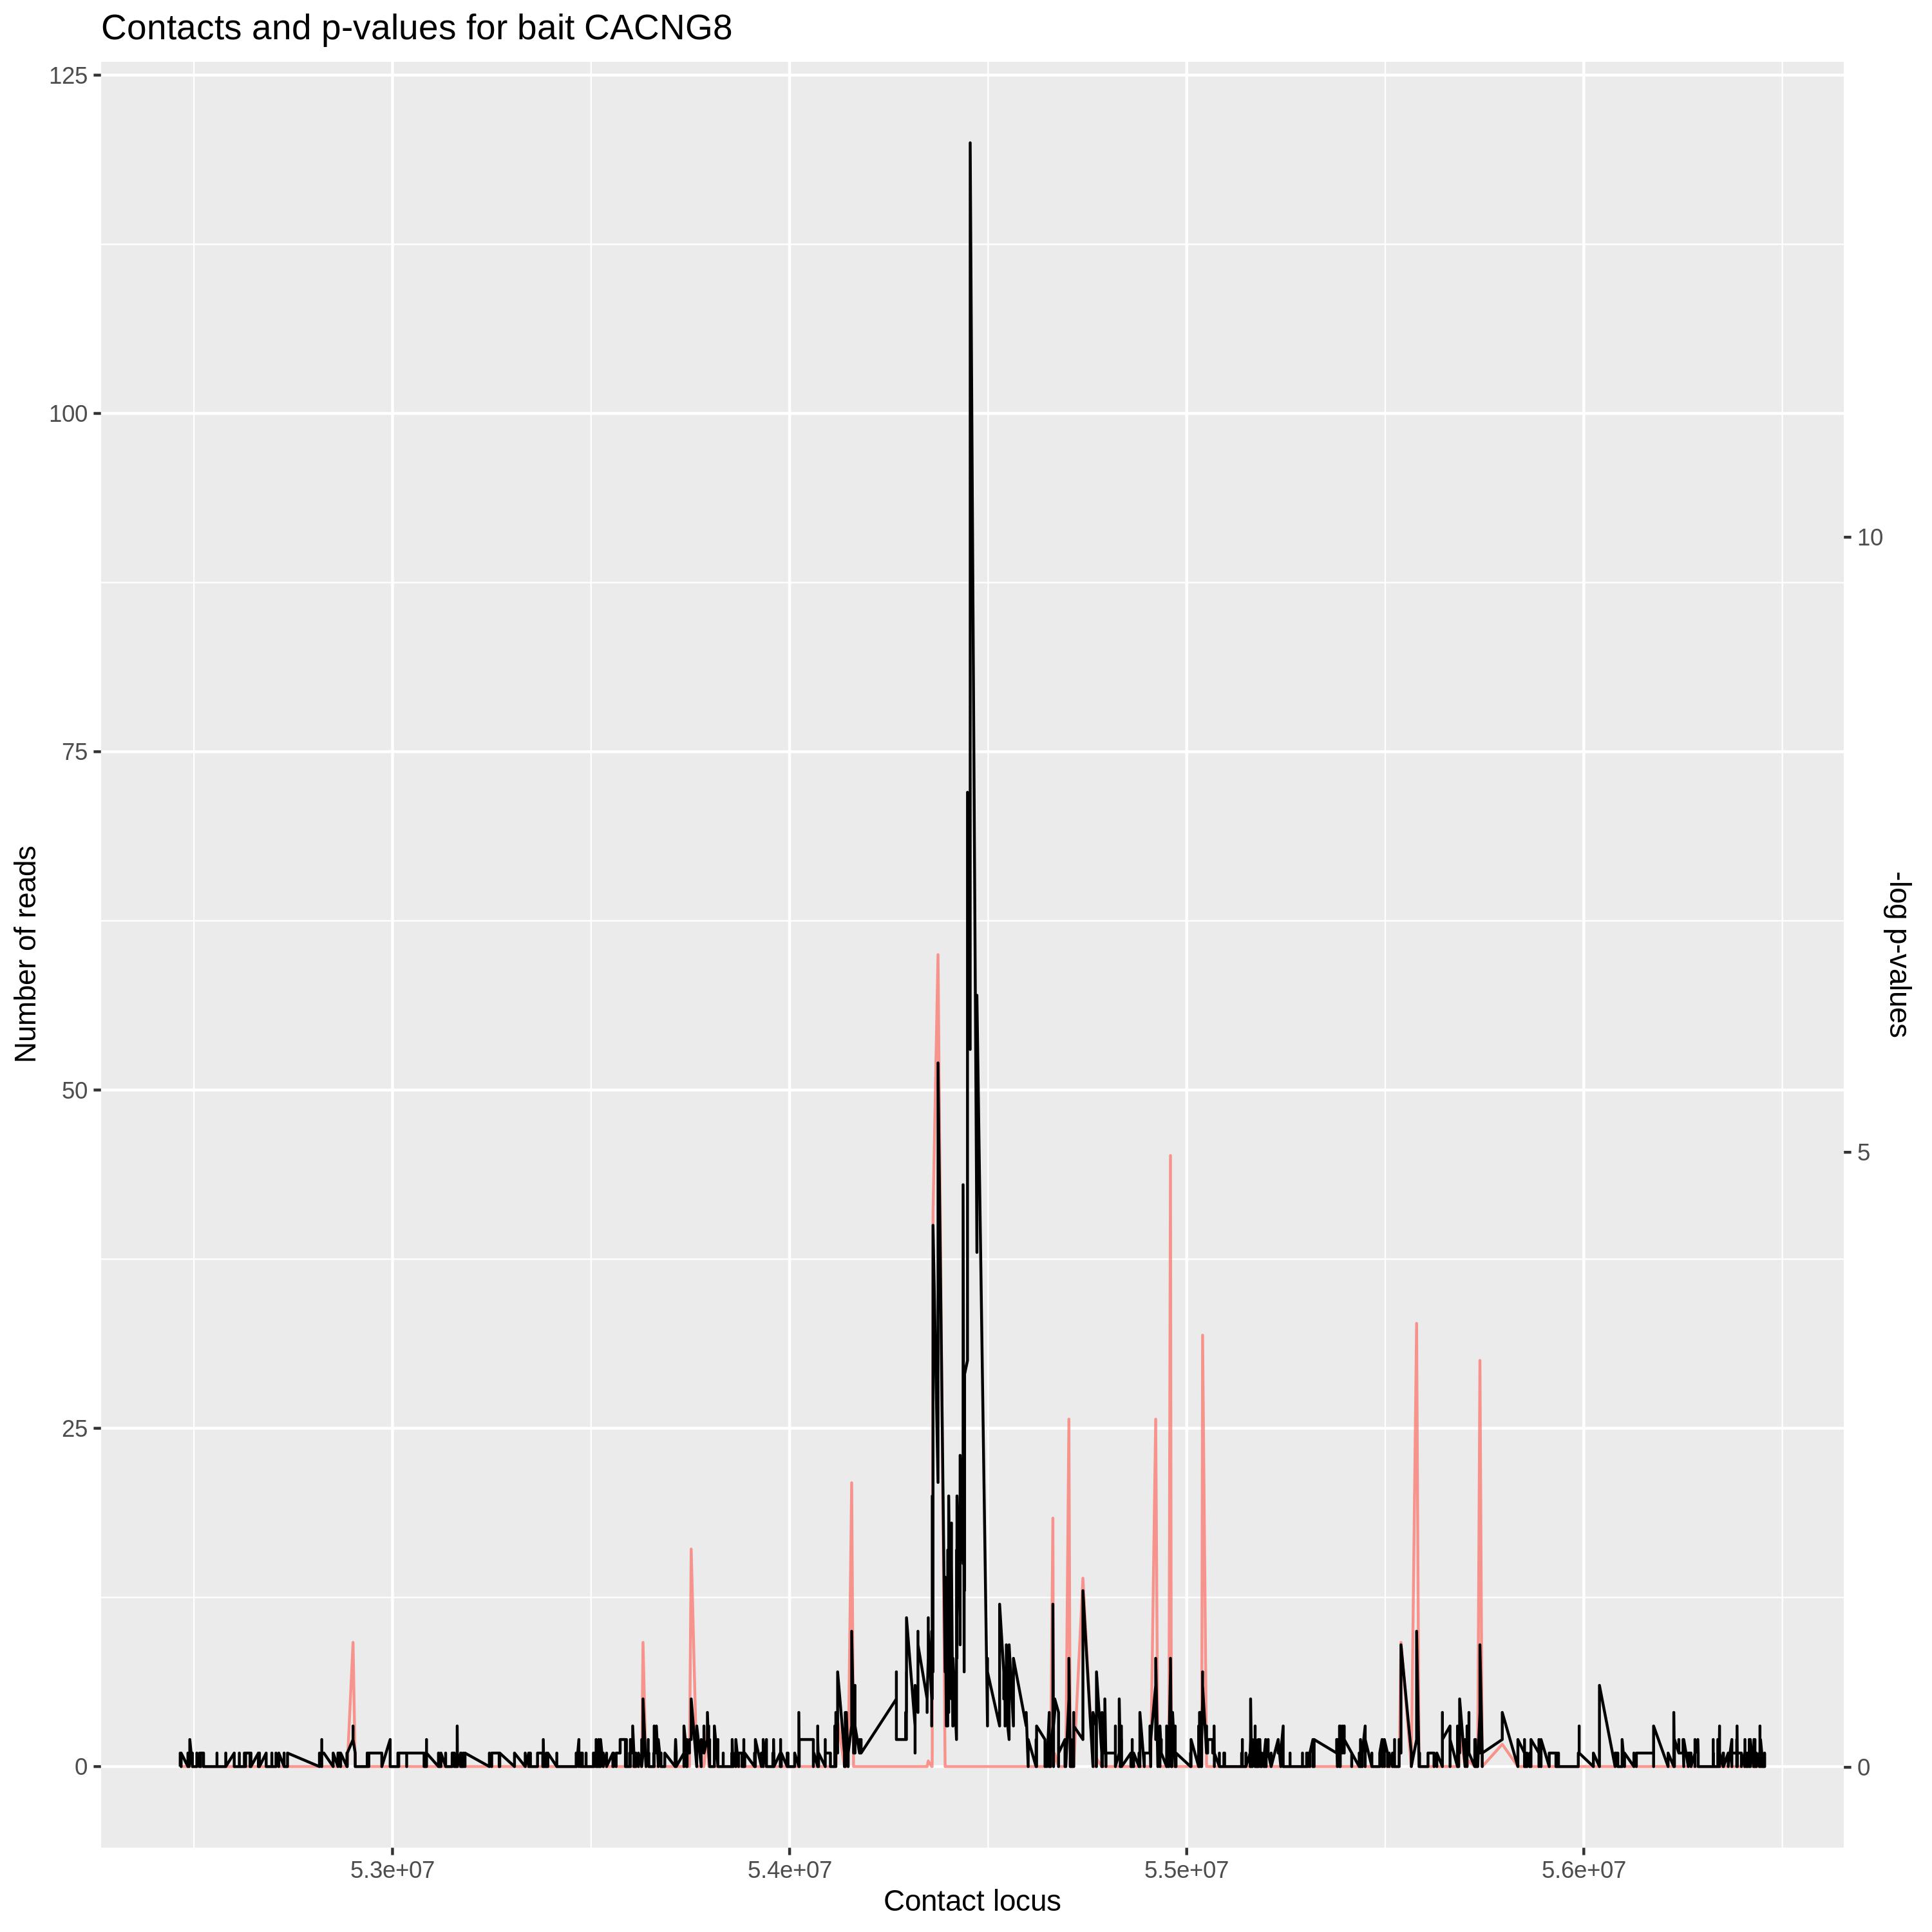 Contacts and p-values for bait CACNG8
125
100
75
50
25
0
Number of reads
10
5
0
-log p-values
5.3e+07
5.4e+07
5.5e+07
5.6e+07
Contact locus